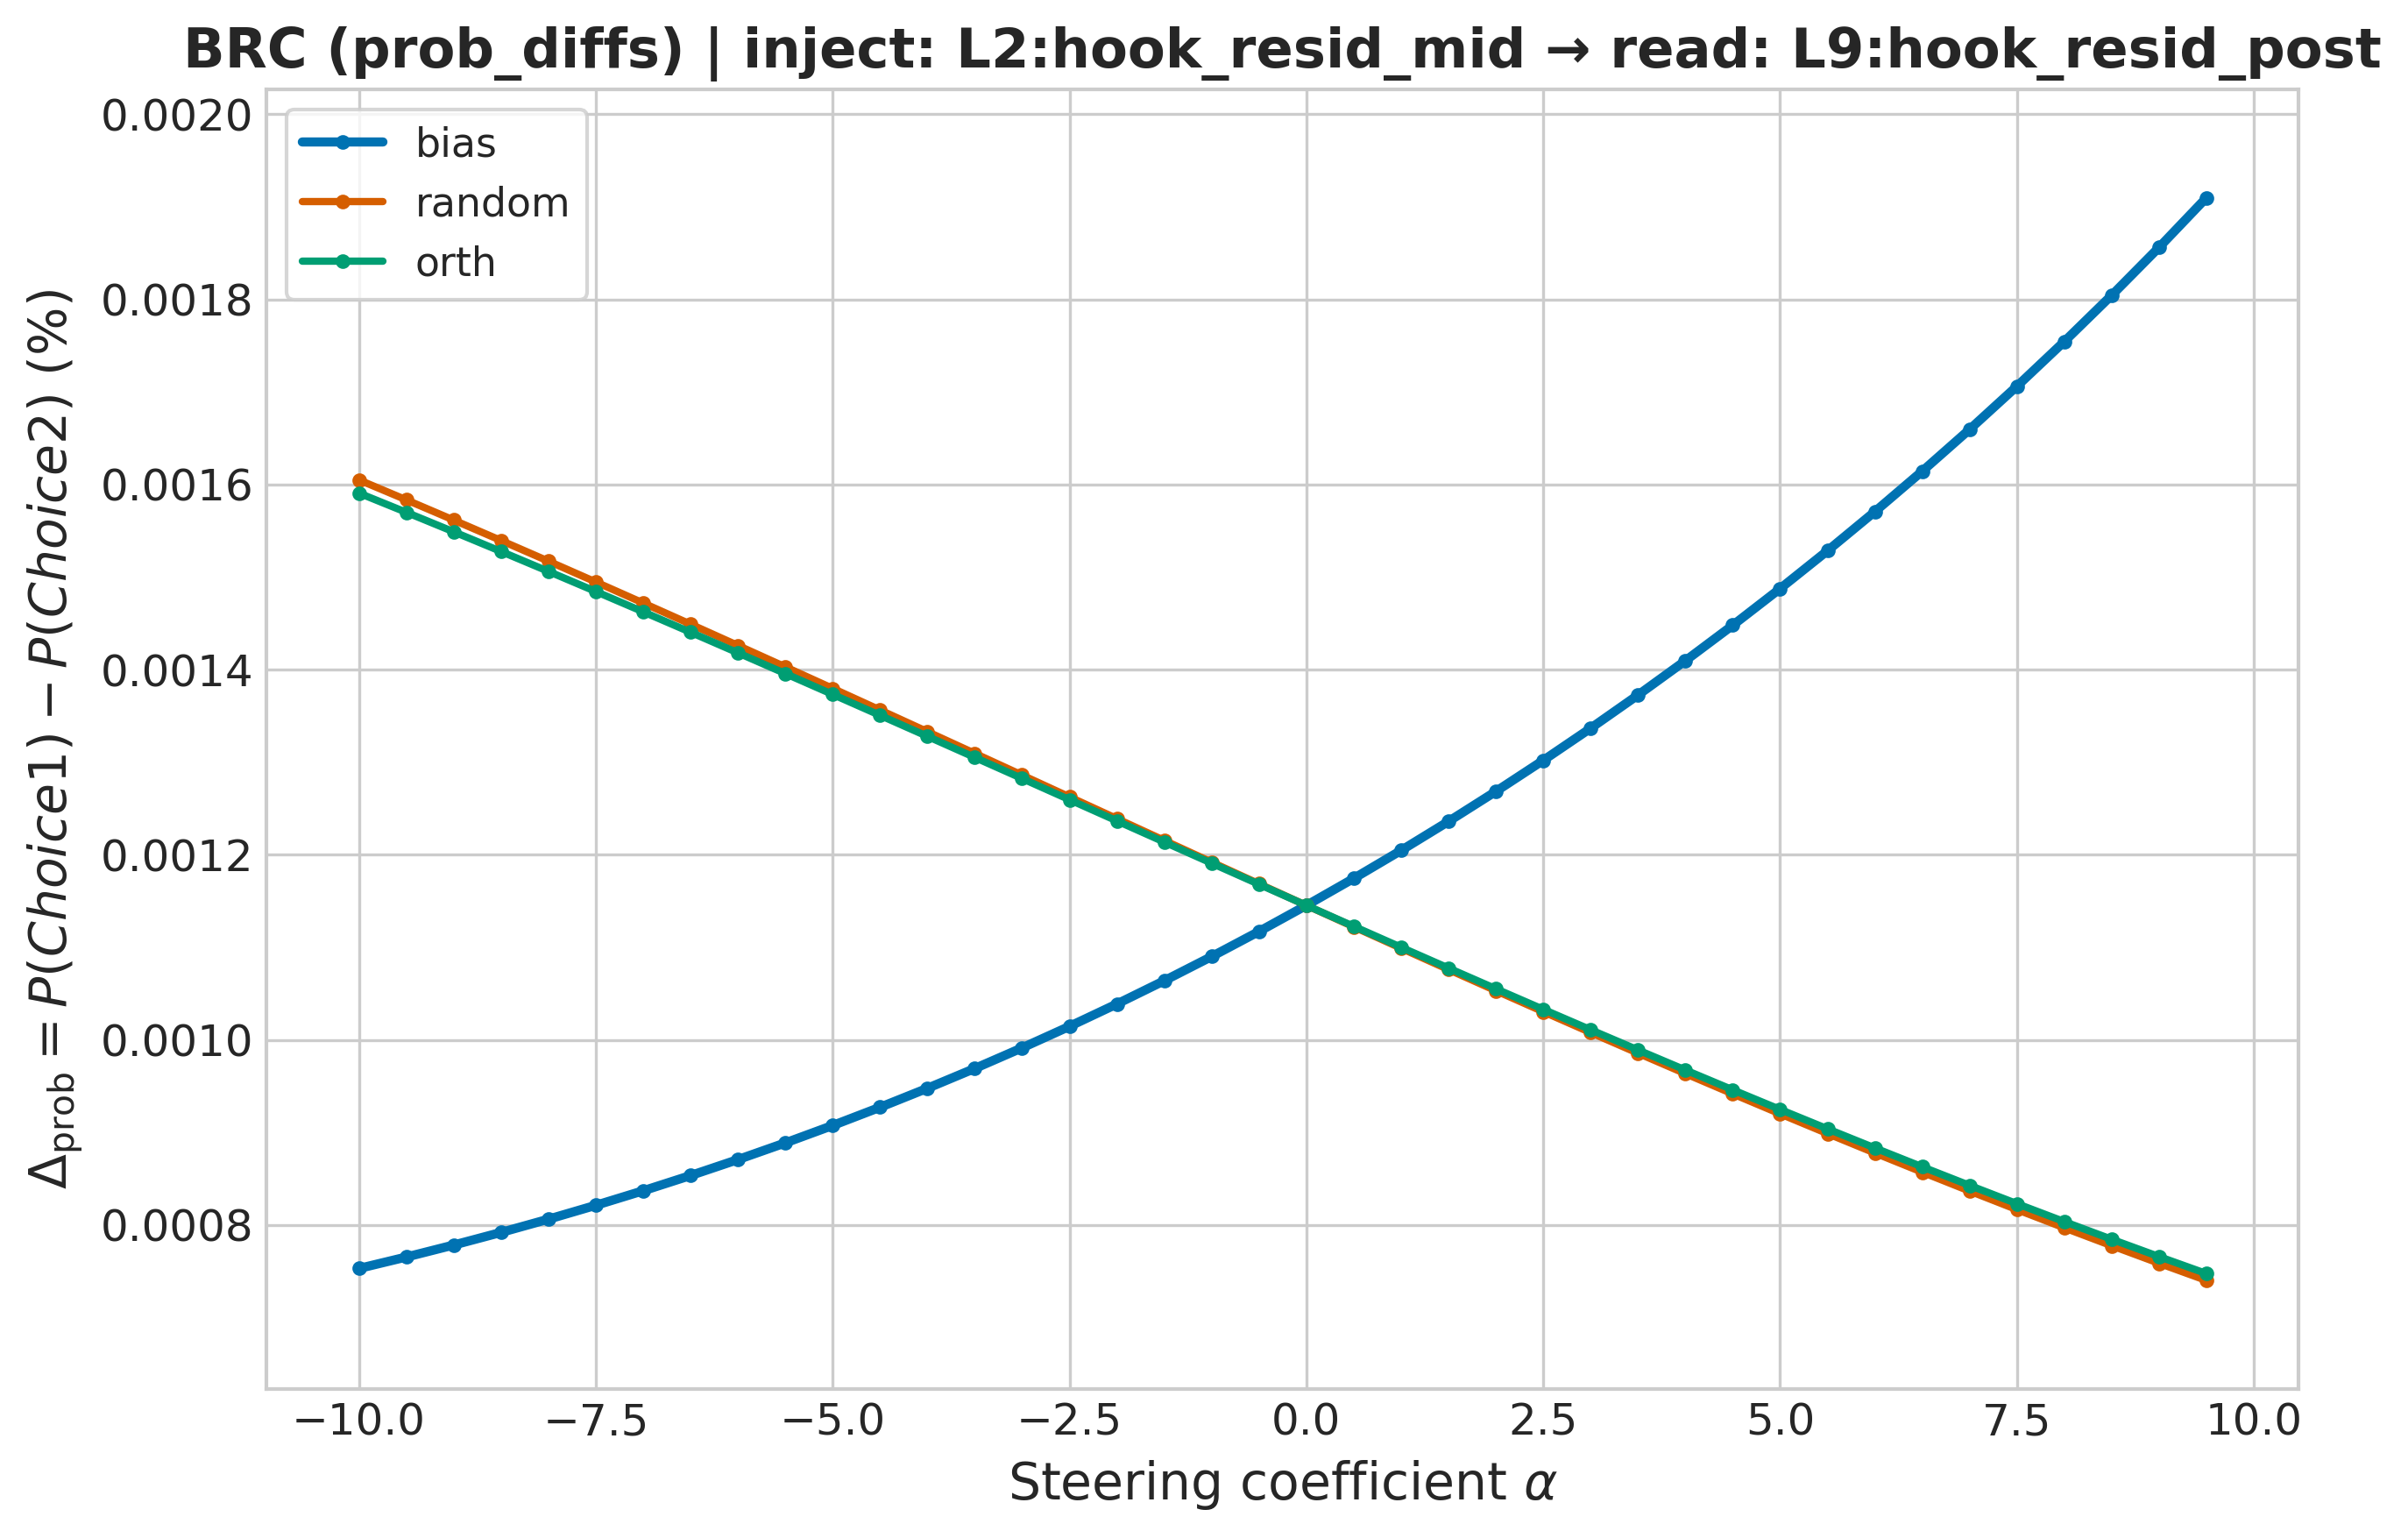 BRC (prob_diffs) | inject: L2:hook_resid_mid → read: L9:hook_resid_post
bias
random
orth
Δprob = P(Choice1) − P(Choice2) (%)
0.0020
0.0018
0.0016
0.0014
0.0012
0.0010
0.0008
−10.0
−7.5
−5.0
−2.5
0.0
2.5
5.0
7.5
10.0
Steering coefficient α